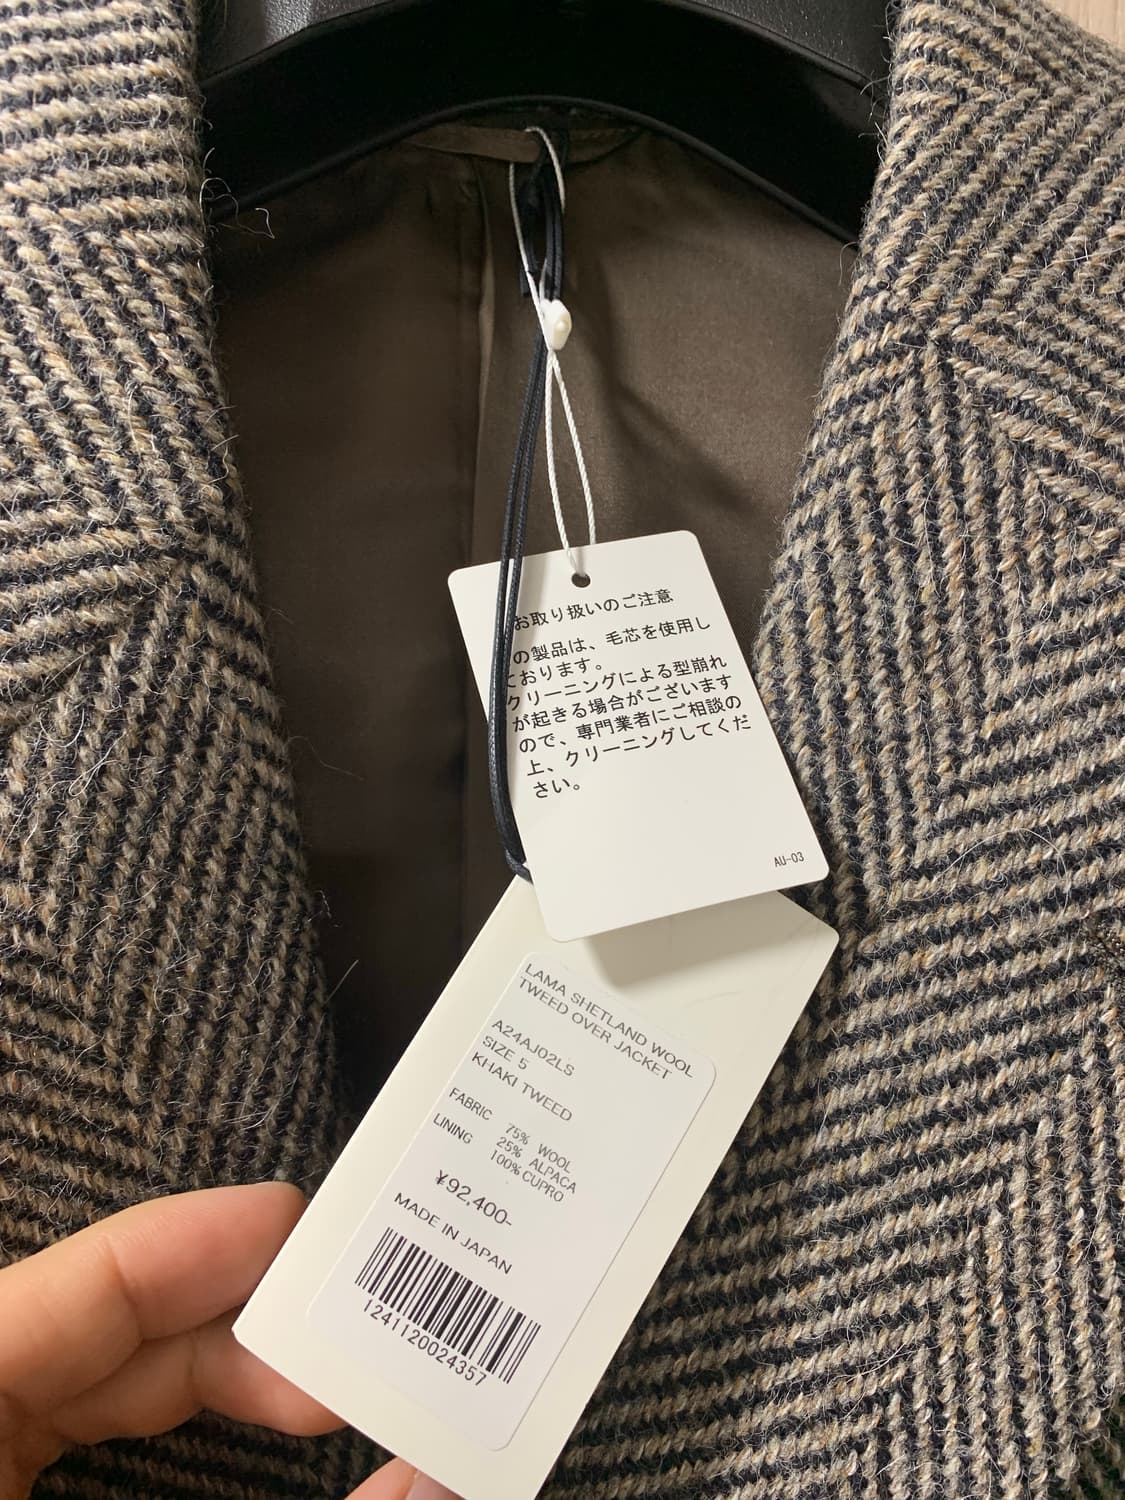 お取り扱いのご注意
の製品は、毛芯を使用し
ております。
クリーニングによる型崩れ
が起きる場合がございます
ので、専門業者にご相談の
上、クリーニングしてくだ
さい。
AU-03
LAMA SHETLAND WOOL
TWEED OVER JACKET
A24AJ02LS
SIZE 5
KHAKI TWEED
FABRIC 75% WOOL
25% ALPACA
LINING 100% CUPRO
¥92,400-
MADE IN JAPAN
1241120024357